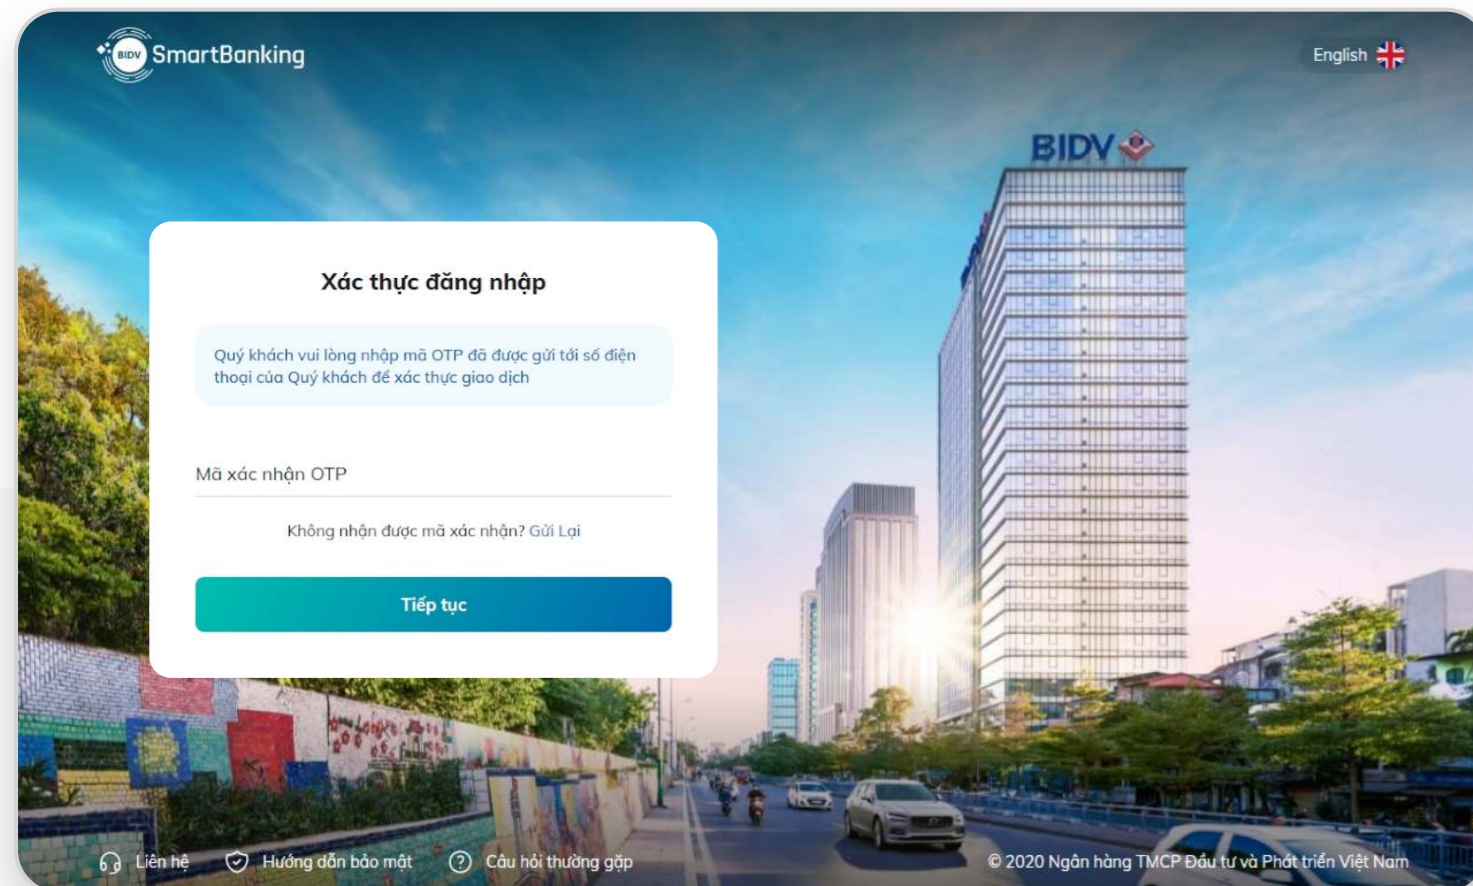 BIDV SmartBanking
English
BIDV
Xác thực đăng nhập
Quý khách vui lòng nhập mã OTP đã được gửi tới số điện
thoại của Quý khách để xác thực giao dịch
Mã xác nhận OTP
Không nhận được mã xác nhận? Gửi Lại
Tiếp tục
Liên hệ
Hướng dẫn bảo mật
Câu hỏi thường gặp
© 2020 Ngân hàng TMCP Đầu tư và Phát triển Việt Nam